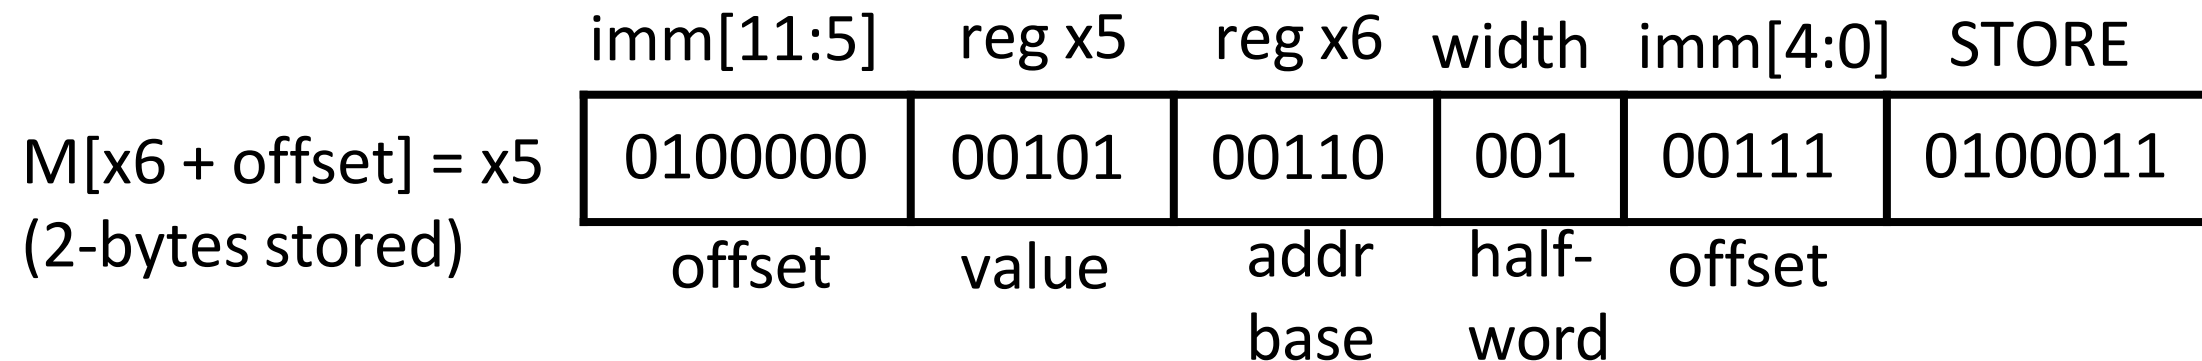 imm[11:5] reg x5 reg x6 width imm[4:0] STORE
M[x6 + offset] = x5 0100000 00101 00110 001 00111 0100011
(2-bytes stored) offset value addr half- offset
base word